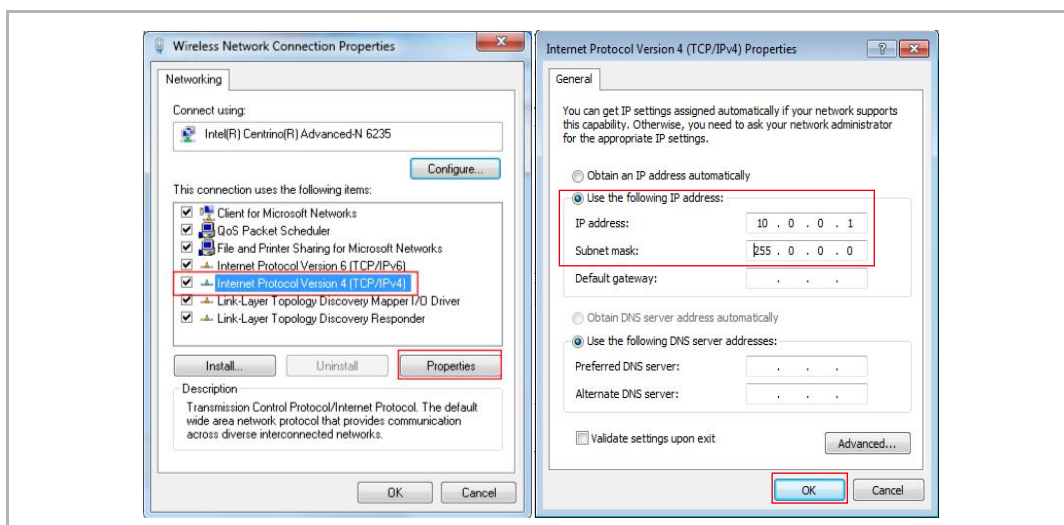 Wireless Network Connection Properties
Networking
Connect using:
Intel(R) Centrino(R) Advanced-N 6235
Configure...
This connection uses the following items:
Client for Microsoft Networks
QoS Packet Scheduler
File and Printer Sharing for Microsoft Networks
Internet Protocol Version 6 (TCP/IPv6)
Internet Protocol Version 4 (TCP/IPv4)
Link-Layer Topology Discovery Mapper I/O Driver
Link-Layer Topology Discovery Responder
Install...
Uninstall
Properties
Description
Transmission Control Protocol/Internet Protocol. The default
wide area network protocol that provides communication
across diverse interconnected networks.
OK
Cancel
Internet Protocol Version 4 (TCP/IPv4) Properties
General
You can get IP settings assigned automatically if your network supports
this capability. Otherwise, you need to ask your network administrator
for the appropriate IP settings.
Obtain an IP address automatically
Use the following IP address:
IP address: 10 . 0 . 0 . 1
Subnet mask: 255 . 0 . 0 . 0
Default gateway: . . .
Obtain DNS server address automatically
Use the following DNS server addresses:
Preferred DNS server: . . .
Alternate DNS server: . . .
Validate settings upon exit
Advanced...
OK
Cancel